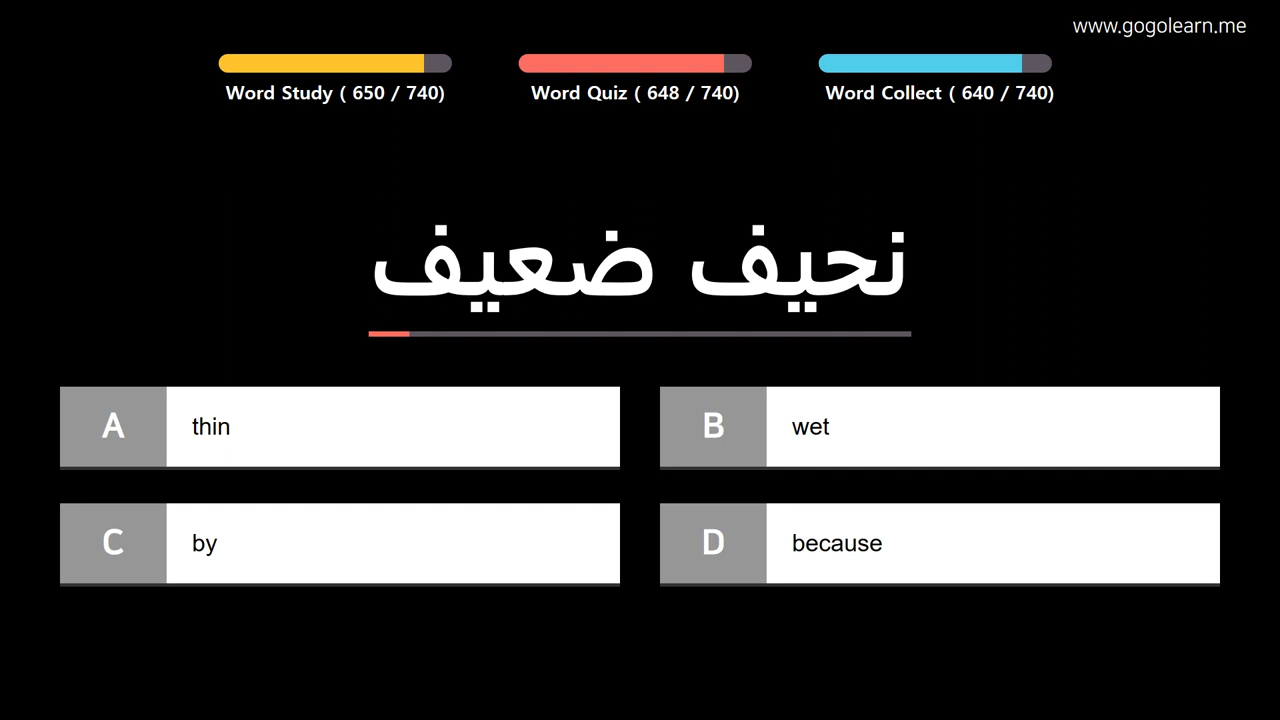 www.gogolearn.me
Word Study ( 650 / 740)
Word Quiz ( 648 / 740)
Word Collect ( 640 / 740)
نحيف ضعيف
A thin
B wet
C by
D because